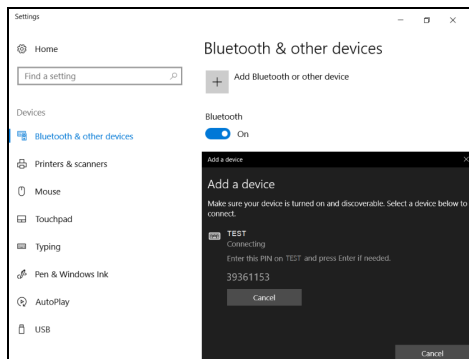 Settings
Home
Find a setting
Devices
Bluetooth & other devices
Printers & scanners
Mouse
Touchpad
Typing
Pen & Windows Ink
AutoPlay
USB
Bluetooth & other devices
Add Bluetooth or other device
Bluetooth
On
Add a device
Add a device
Make sure your device is turned on and discoverable. Select a device below to
connect.
TEST
Connecting
Enter this PIN on TEST and press Enter if needed.
39361153
Cancel
Cancel